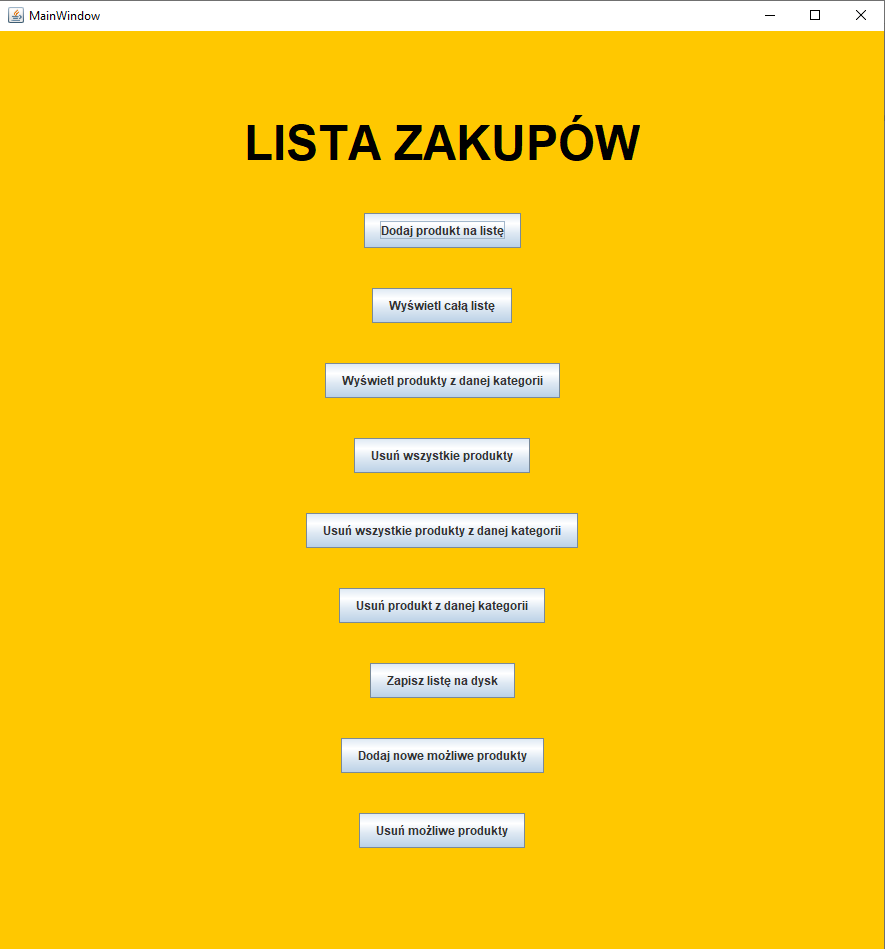 MainWindow
LISTA ZAKUPÓW
Dodaj produkt na listę
Wyświetl całą listę
Wyświetl produkty z danej kategorii
Usuń wszystkie produkty
Usuń wszystkie produkty z danej kategorii
Usuń produkt z danej kategorii
Zapisz listę na dysk
Dodaj nowe możliwe produkty
Usuń możliwe produkty